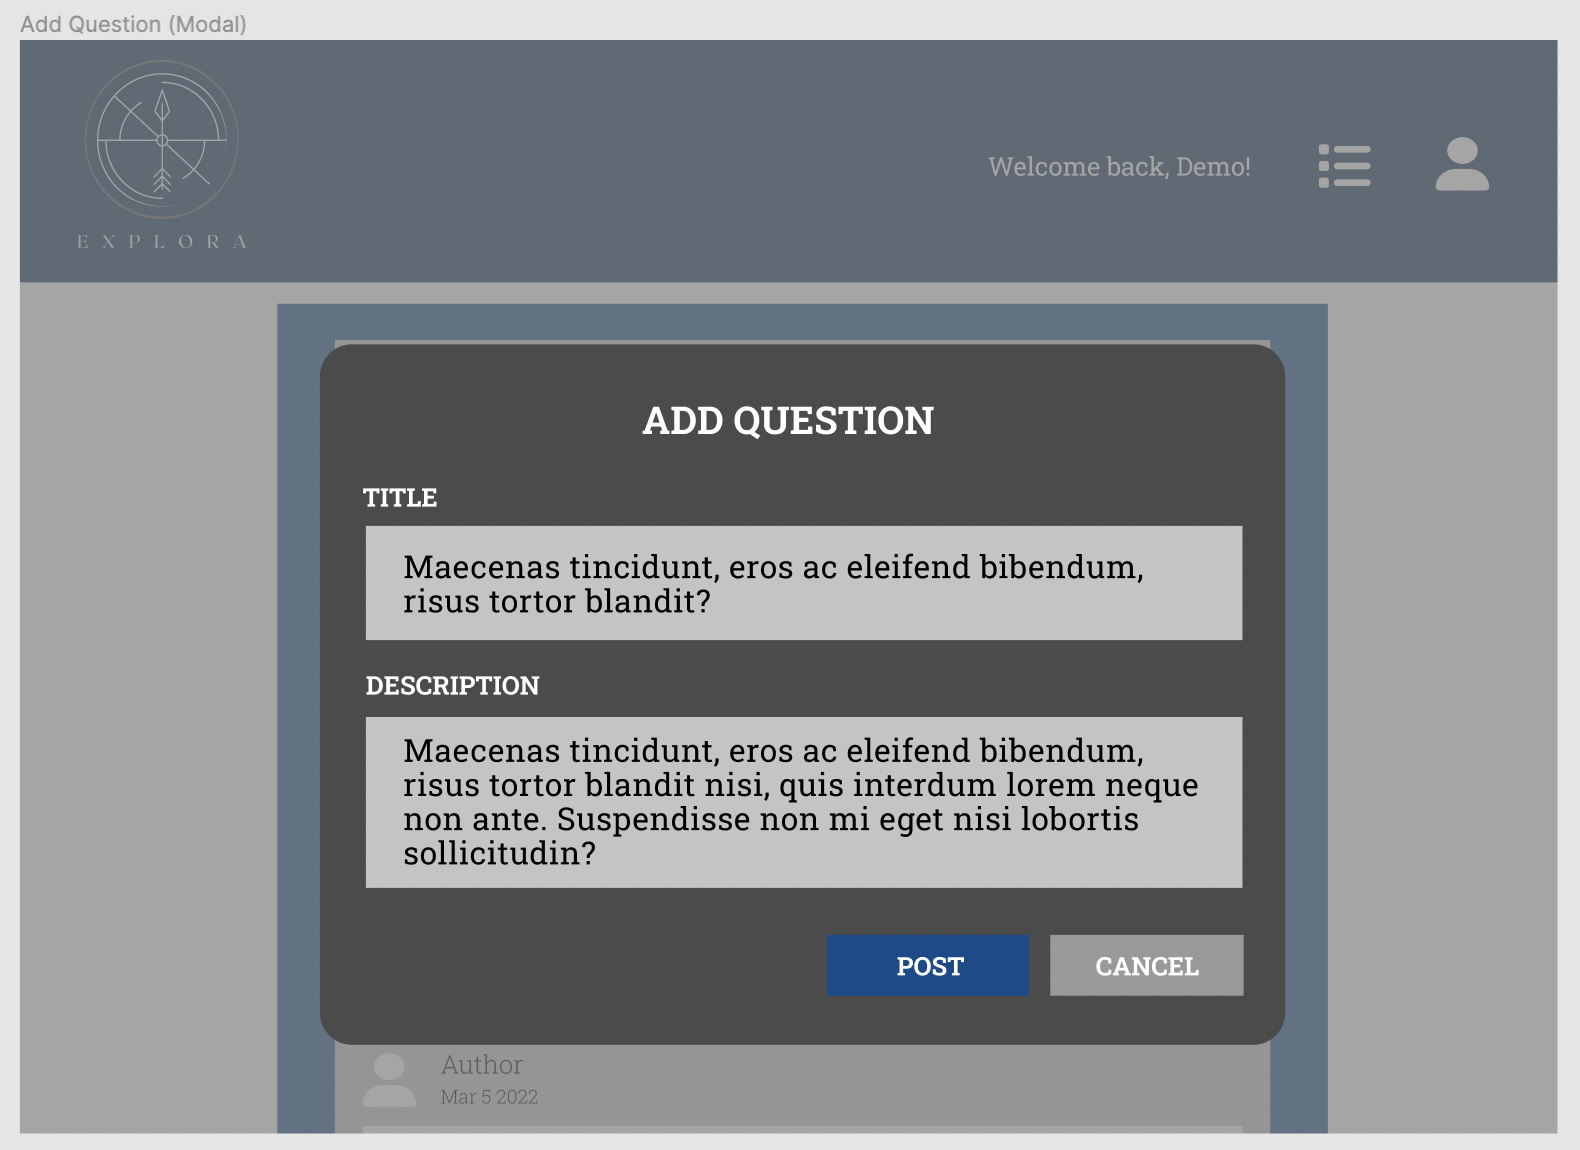 Add Question (Modal)
EXPLORA
Welcome back, Demo!
ADD QUESTION
TITLE
Maecenas tincidunt, eros ac eleifend bibendum,
risus tortor blandit?
DESCRIPTION
Maecenas tincidunt, eros ac eleifend bibendum,
risus tortor blandit nisi, quis interdum lorem neque
non ante. Suspendisse non mi eget nisi lobortis
sollicitudin?
POST CANCEL
Author
Mar 5 2022